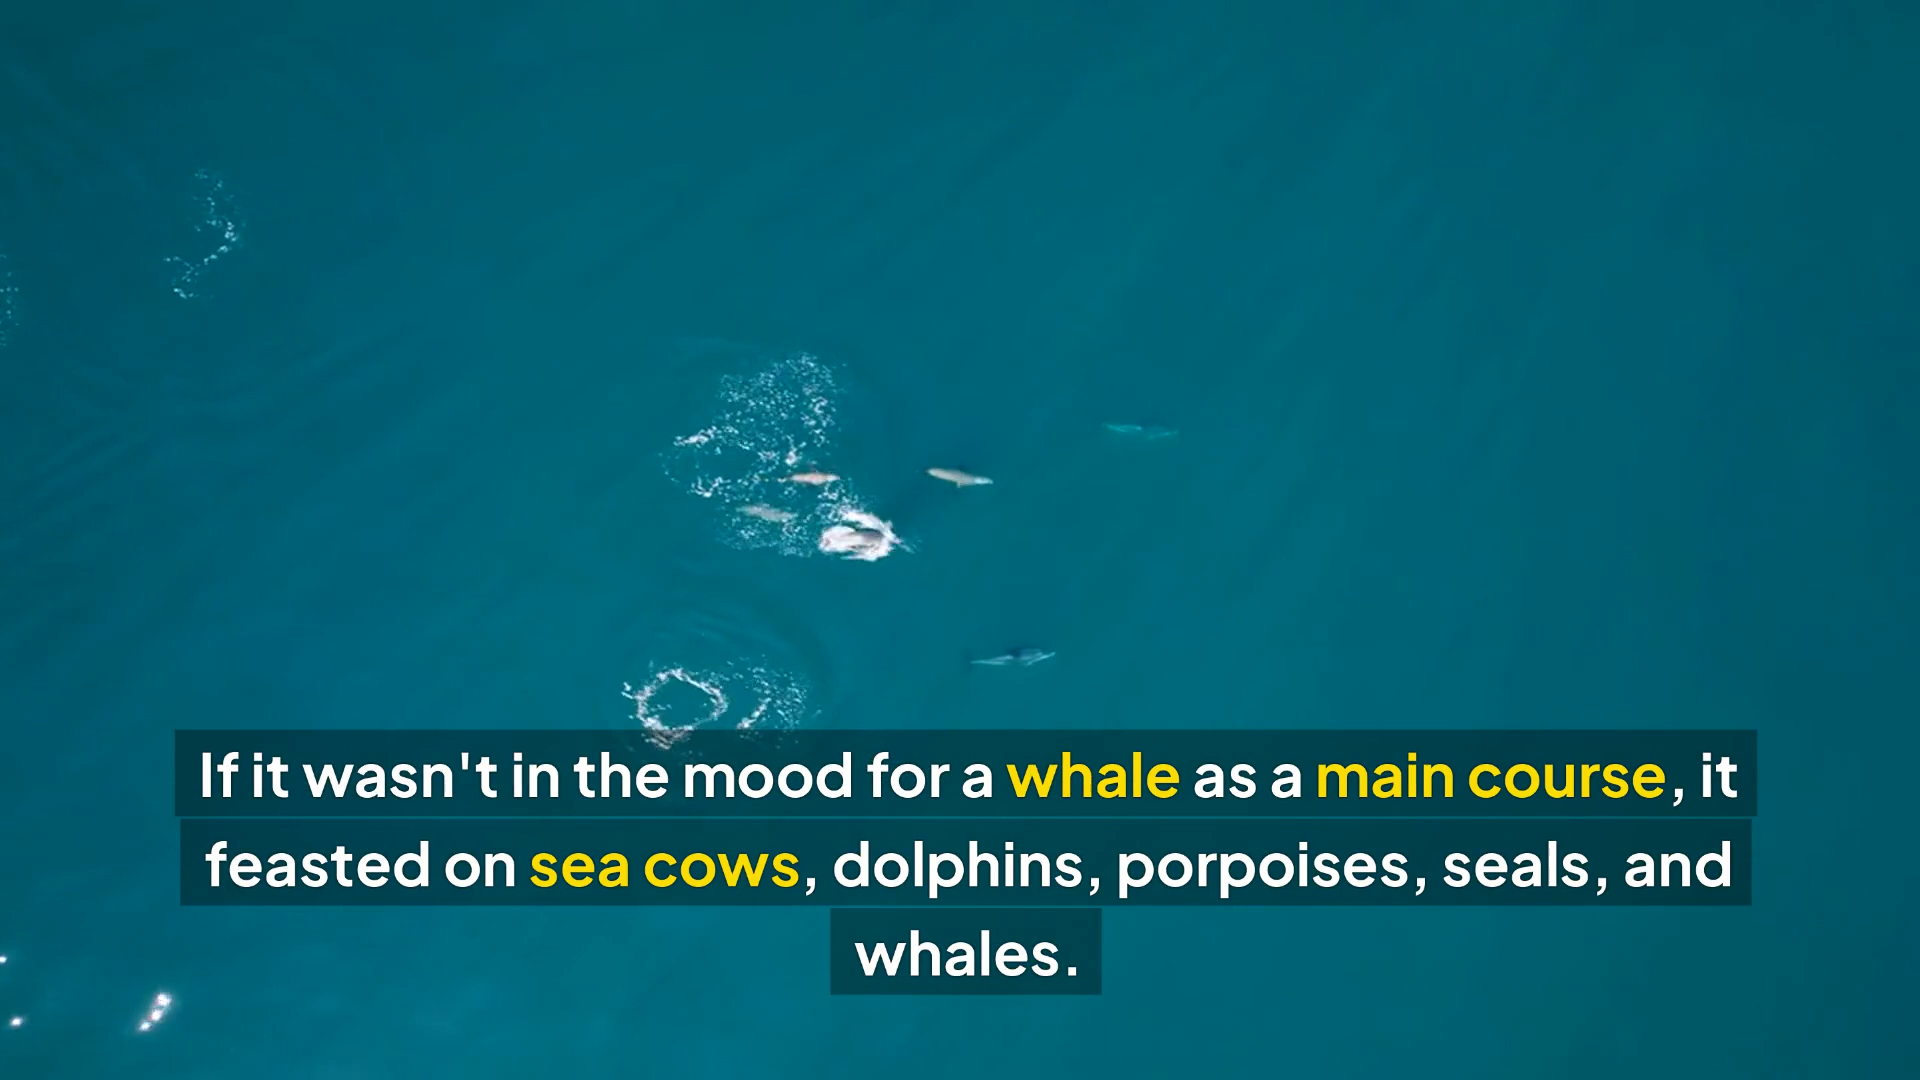 If it wasn't in the mood for a whale as a main course, it
feasted on sea cows, dolphins, porpoises, seals, and
whales.